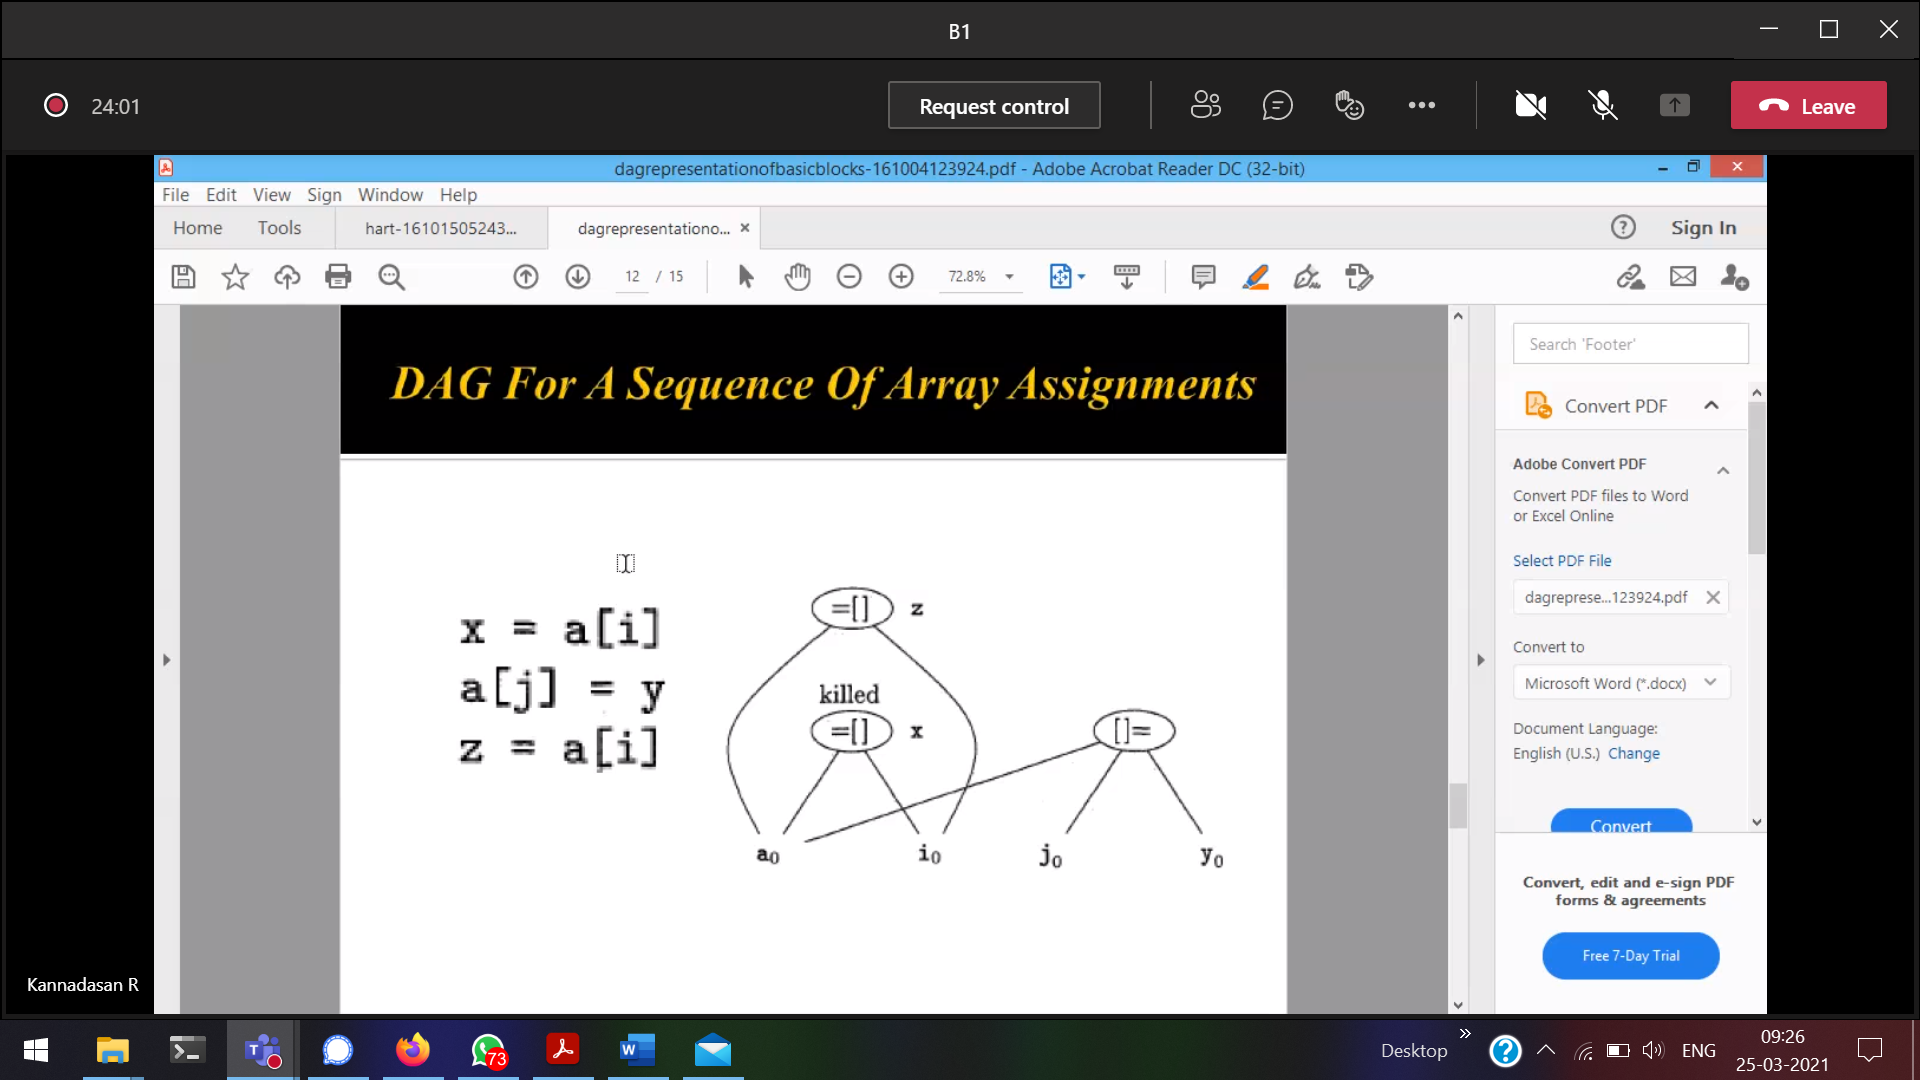 B1
24:01
Request control
Leave
dagrepresentationofbasicblocks-161004123924.pdf - Adobe Acrobat Reader DC (32-bit)
File Edit View Sign Window Help
Home Tools hart-16101505243... dagrepresentationo... Sign In
12 / 15 72.8%
DAG For A Sequence Of Array Assignments
x = a[i]
a[j] = y
z = a[i]
=[] z
killed
=[] x
[]=
a0 i0 j0 y0
Search 'Footer'
Convert PDF
Adobe Convert PDF
Convert PDF files to Word
or Excel Online
Select PDF File
dagreprese...123924.pdf
Convert to
Microsoft Word (*.docx)
Document Language:
English (U.S.) Change
Convert
Convert, edit and e-sign PDF
forms & agreements
Free 7-Day Trial
Kannadasan R
73
Desktop
ENG
09:26
25-03-2021